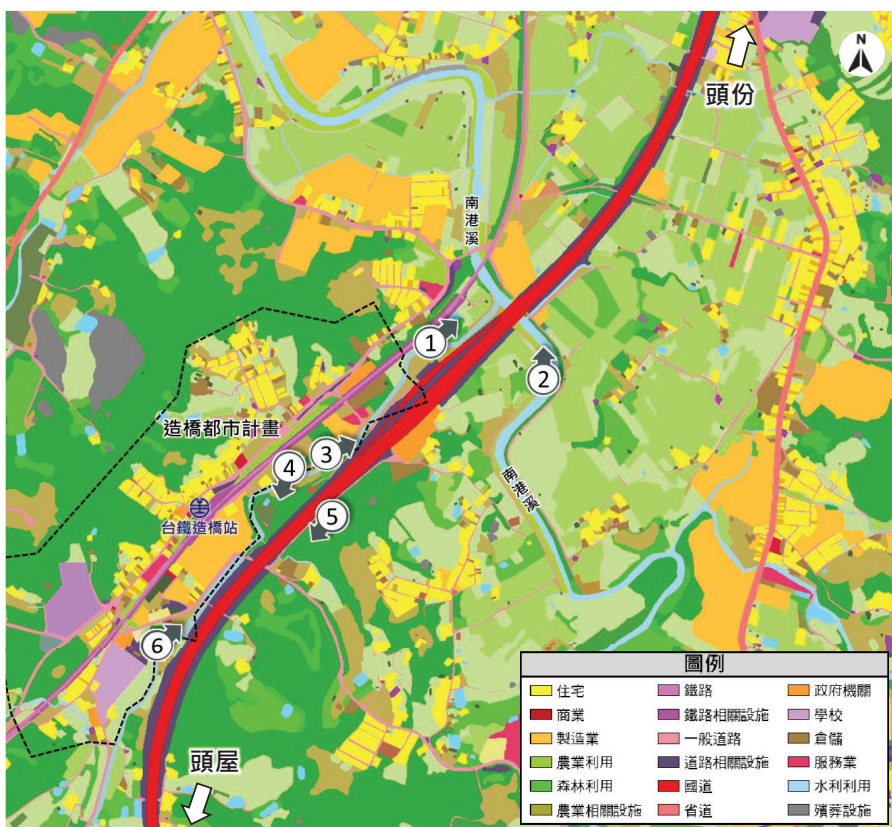 N
頭份
南港溪
①
②
造橋都市計畫
③
④
台鐵造橋站
南港溪
⑤
⑥
頭屋
圖例
住宅 鐵路 政府機關
商業 鐵路相關設施 學校
製造業 一般道路 倉儲
農業利用 道路相關設施 服務業
森林利用 國道 水利利用
農業相關設施 省道 殯葬設施